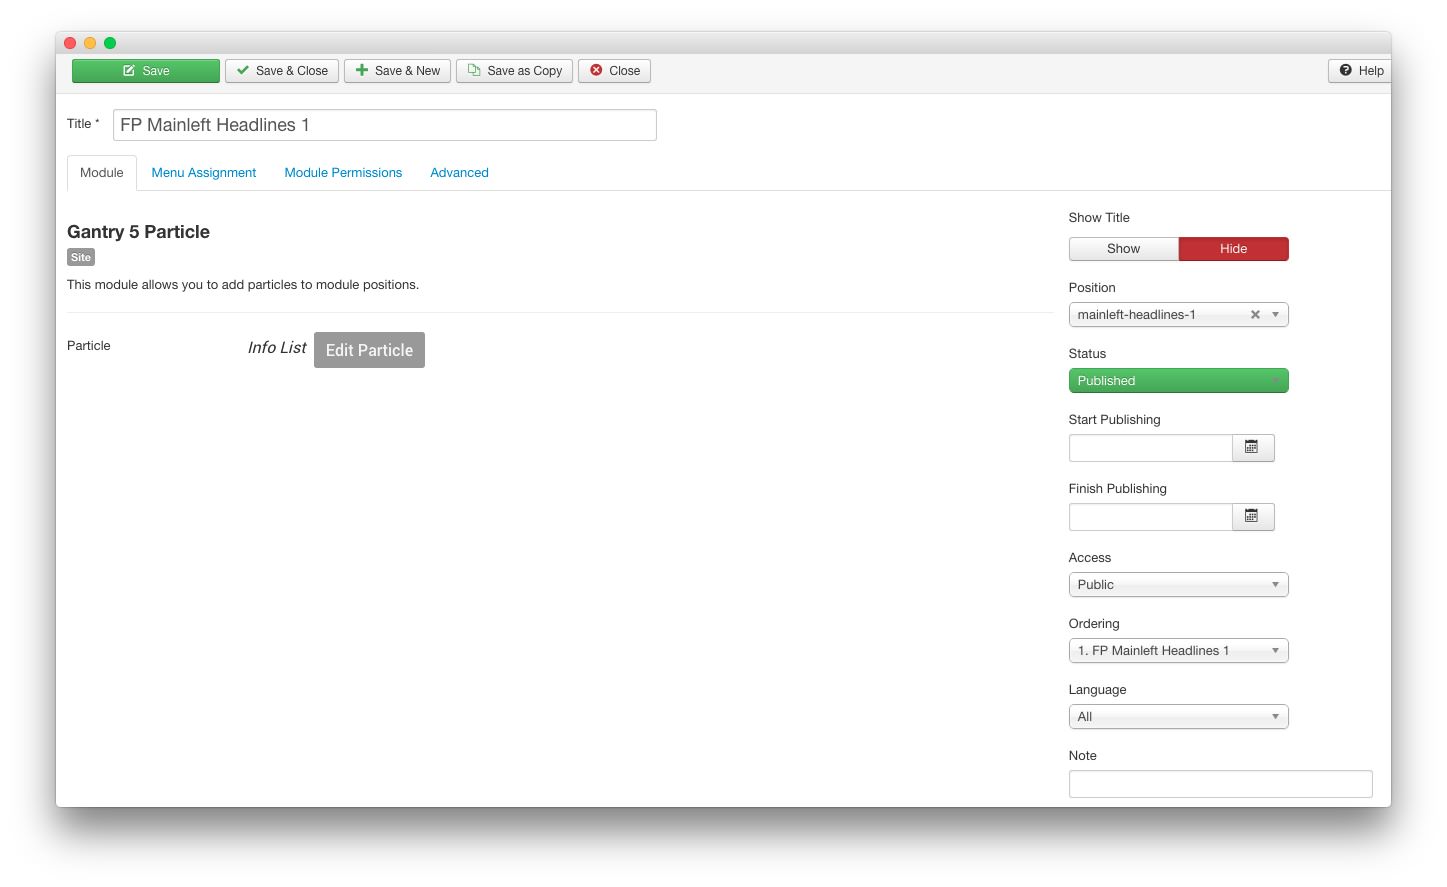 Save
Save & Close
Save & New
Save as Copy
Close
Help
Title *
FP Mainleft Headlines 1
Module
Menu Assignment
Module Permissions
Advanced
Gantry 5 Particle
Site
This module allows you to add particles to module positions.
Particle
Info List
Edit Particle
Show Title
Show
Hide
Position
mainleft-headlines-1
Status
Published
Start Publishing
Finish Publishing
Access
Public
Ordering
1. FP Mainleft Headlines 1
Language
All
Note